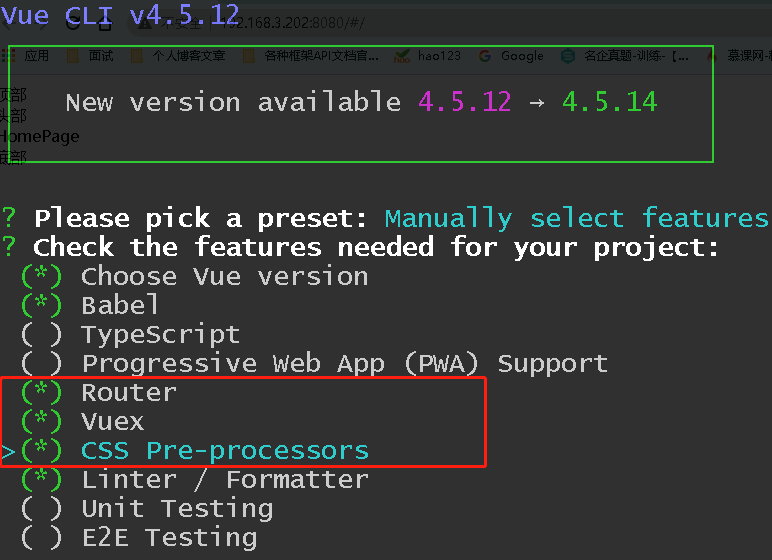 Vue CLI v4.5.12
不安全 192.168.3.202:8080/#/
应用 面试 个人博客文章 各种框架API文档官... hao123 Google 名企真题-训练-【... 慕课网-
顶部
New version available 4.5.12 → 4.5.14
头部
HomePage
底部
? Please pick a preset: Manually select features
? Check the features needed for your project:
(*) Choose Vue version
(*) Babel
( ) TypeScript
( ) Progressive Web App (PWA) Support
(*) Router
(*) Vuex
>(*) CSS Pre-processors
(*) Linter / Formatter
( ) Unit Testing
( ) E2E Testing